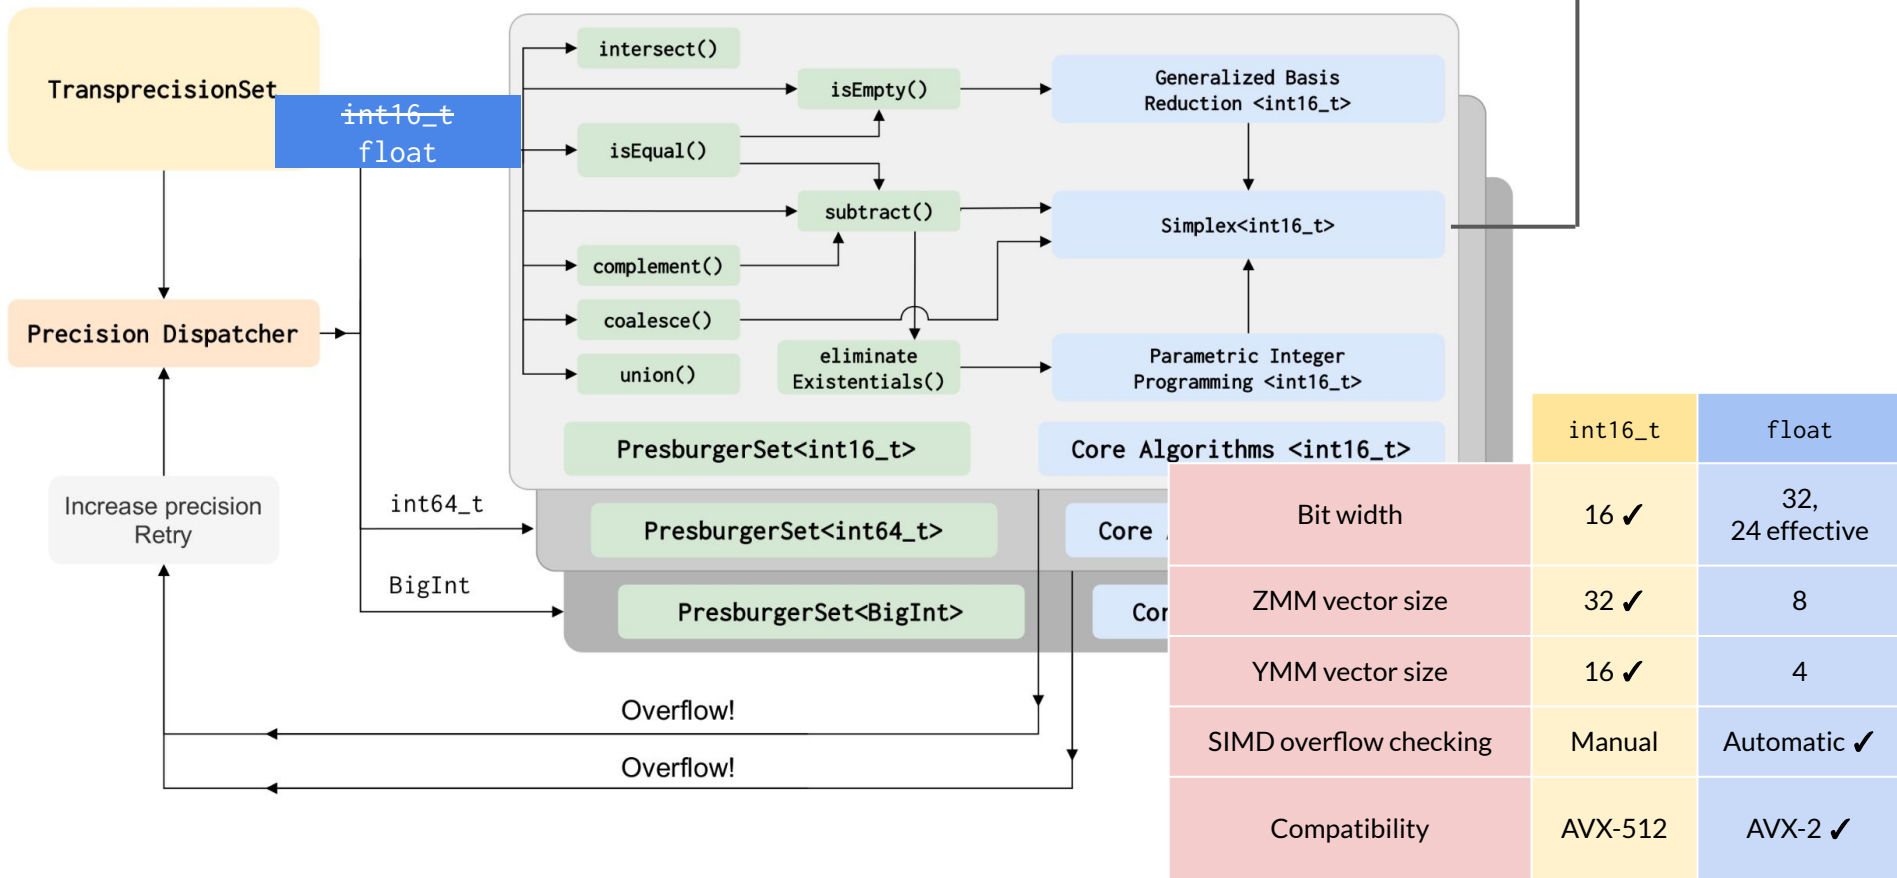 TransprecisionSet
int16_t
float
Precision Dispatcher
Increase precision
Retry
int64_t
BigInt
intersect()
isEmpty()
isEqual()
subtract()
complement()
coalesce()
union()
eliminate
Existentials()
Generalized Basis
Reduction <int16_t>
Simplex<int16_t>
Parametric Integer
Programming <int16_t>
PresburgerSet<int16_t>
Core Algorithms <int16_t>
PresburgerSet<int64_t>
Core
PresburgerSet<BigInt>
Cor
Overflow!
Overflow!
int16_t float
Bit width 16 ✓ 32,
24 effective
ZMM vector size 32 ✓ 8
YMM vector size 16 ✓ 4
SIMD overflow checking Manual Automatic ✓
Compatibility AVX-512 AVX-2 ✓